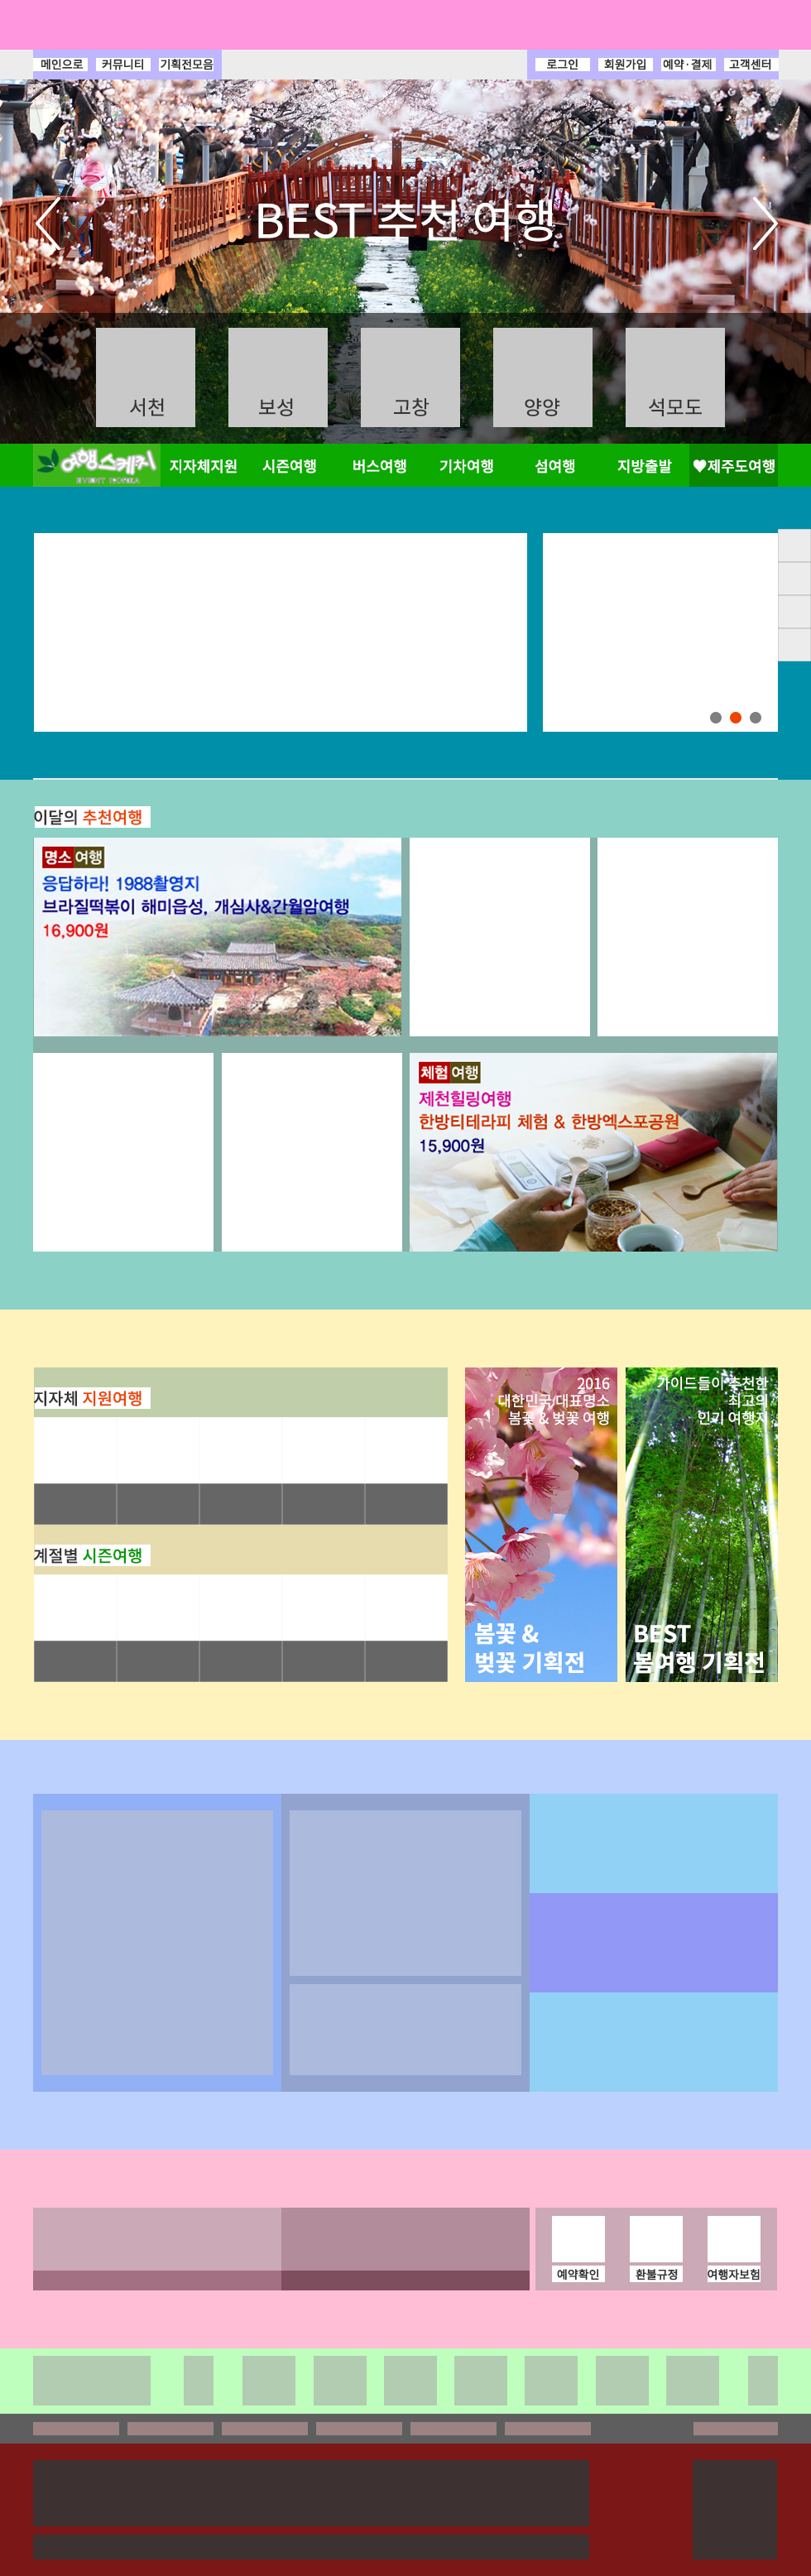 메인으로 커뮤니티 기획전모음 로그인 회원가입 예약·결제 고객센터
BEST 추천 여행
서천 보성 고창 양양 석모도
여행스케치 지자체지원 시즌여행 버스여행 기차여행 섬여행 지방출발 ♥제주도여행
이달의 추천여행
명소여행
응답하라! 1988촬영지
브라질떡볶이 해미읍성, 개심사&간월암여행
16,900원
체험여행
제천힐링여행
한방티테라피 체험 & 한방엑스포공원
15,900원
지자체 지원여행
계절별 시즌여행
2016
대한민국 대표명소
봄꽃 & 벚꽃 여행
봄꽃 &
벚꽃 기획전
가이드들이 추천한
최고의
인기 여행지
BEST
봄여행 기획전
예약확인 환불규정 여행자보험